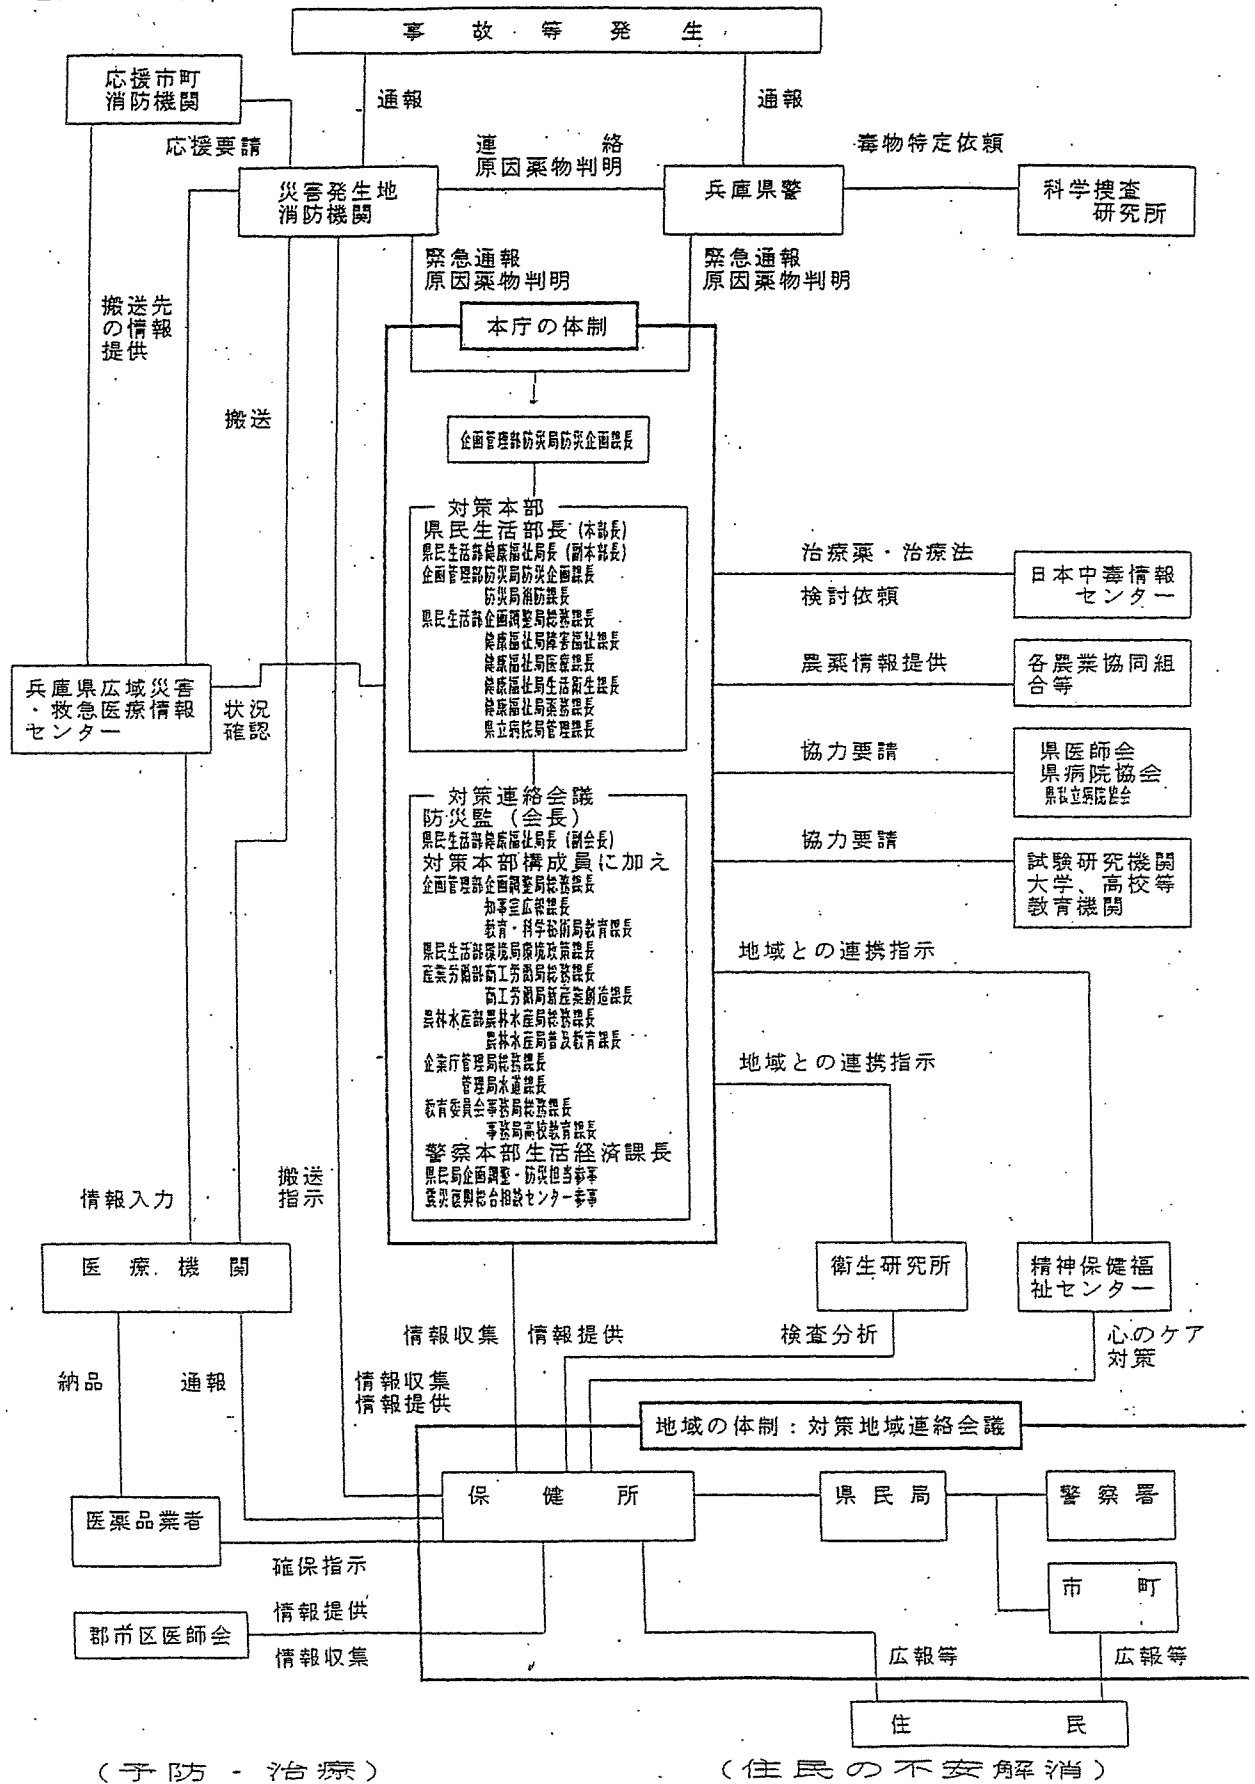 事故等発生
応援市町
消防機関
通報
通報
応援要請
連絡
原因薬物判明
毒物特定依頼
災害発生地
消防機関
兵庫県警
科学捜査
研究所
緊急通報
原因薬物判明
緊急通報
原因薬物判明
搬送先
の情報
提供
本庁の体制
搬送
企画管理部防災局防災企画課長
対策本部
県民生活部長(本部長)
県民生活部健康福祉局長(副本部長)
企画管理部防災局防災企画課長
防災局消防課長
県民生活部企画調整局総務課長
健康福祉局障害福祉課長
健康福祉局医療課長
健康福祉局生活衛生課長
健康福祉局薬務課長
県立病院局管理課長
治療薬・治療法
検討依頼
日本中毒情報
センター
農薬情報提供
各農業協同組
合等
兵庫県広域災害
・救急医療情報
センター
状況
確認
協力要請
県医師会
県病院協会
県私立病院協会
対策連絡会議
防災監(会長)
県民生活部健康福祉局長(副会長)
対策本部構成員に加え
企画管理部企画調整局総務課長
知事室広報課長
教育・科学技術局教育課長
県民生活部環境局環境政策課長
産業労働部商工労働局総務課長
商工労働局新産業創造課長
農林水産部農林水産局総務課長
農林水産局普及教育課長
企業庁管理局総務課長
管理局水道課長
教育委員会事務局総務課長
事務局高校教育課長
警察本部生活経済課長
県民局企画調整・防災担当参事
震災復興総合相談センター参事
協力要請
試験研究機関
大学、高校等
教育機関
地域との連携指示
地域との連携指示
搬送
指示
情報入力
医療機関
衛生研究所
精神保健福
祉センター
情報収集
情報提供
検査分析
心のケア
対策
納品
通報
情報収集
情報提供
地域の体制:対策地域連絡会議
保健所
県民局
警察署
医薬品業者
確保指示
市町
情報提供
郡市区医師会
情報収集
広報等
広報等
住民
(予防・治療)
(住民の不安解消)